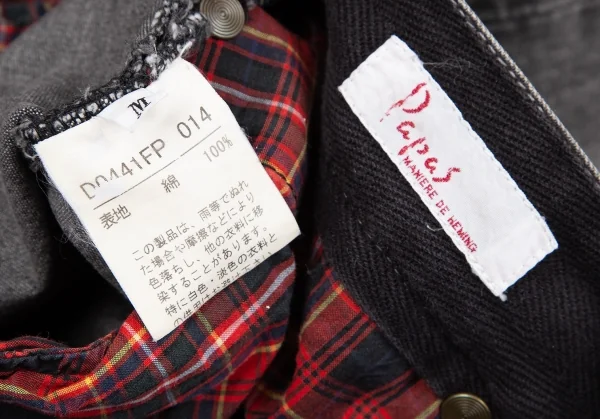 M
D0441FP 014
表地 綿 100%
この製品は、雨等でぬれ
た場合や摩擦などにより
色落ちし、他の衣料に移
染することがあります。
特に白色・淡色の衣料と
Papas
MANIERE DE HEMING